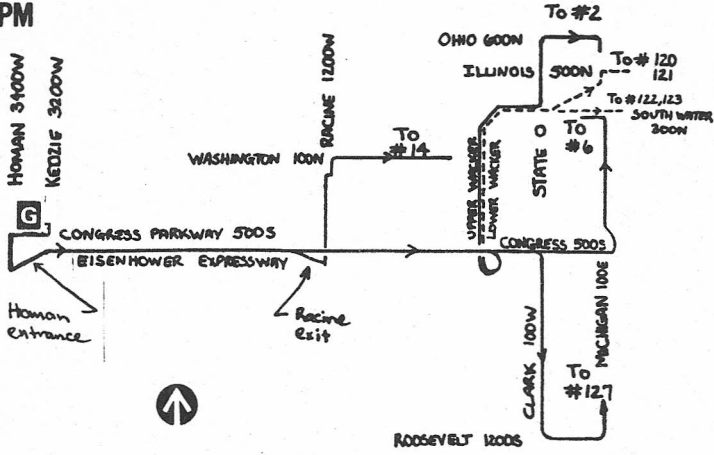 PM
To #2
OHIO 600N
ILLINOIS 500N
To # 120
121
To #122,123
SOUTH WATER
300N
HOMAN 3400W
KEDZIE 3200W
RACINE 1200W
WASHINGTON 100N
To
#14
UPPER WACKER
LOWER WACKER
STATE 0
To
#6
G
CONGRESS PARKWAY 500S
EISENHOWER EXPRESSWAY
CONGRESS 500S
Homan
entrance
Racine
exit
CLARK 100W
MICHIGAN 100E
To
#127
ROOSEVELT 1200S